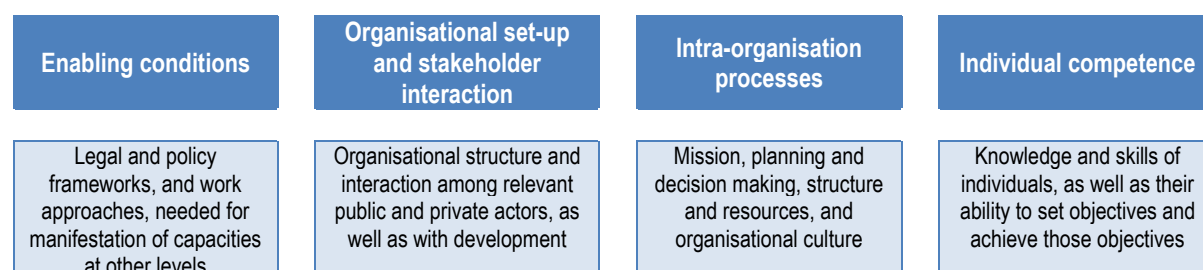 Enabling conditions
Organisational set-up
and stakeholder
interaction
Intra-organisation
processes
Individual competence
Legal and policy
frameworks, and work
approaches, needed for
manifestation of capacities
at other levels
Organisational structure and
interaction among relevant
public and private actors, as
well as with development
Mission, planning and
decision making, structure
and resources, and
organisational culture
Knowledge and skills of
individuals, as well as their
ability to set objectives and
achieve those objectives